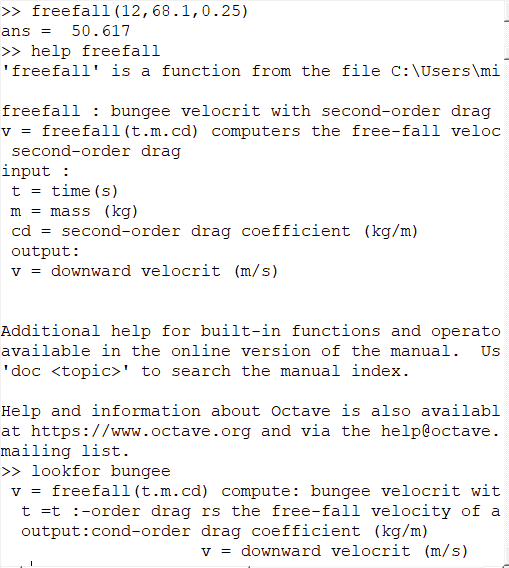 >> freefall(12,68.1,0.25)
ans =  50.617
>> help freefall
'freefall' is a function from the file C:\Users\mi
freefall : bungee velocrit with second-order drag
v = freefall(t.m.cd) computers the free-fall veloc
 second-order drag
input :
 t = time(s)
 m = mass (kg)
 cd = second-order drag coefficient (kg/m)
 output:
 v = downward velocrit (m/s)
Additional help for built-in functions and operato
available in the online version of the manual.  Us
'doc <topic>' to search the manual index.
Help and information about Octave is also availabl
at https://www.octave.org and via the help@octave.
mailing list.
>> lookfor bungee
 v = freefall(t.m.cd) compute: bungee velocrit wit
  t =t :-order drag rs the free-fall velocity of a
  output:cond-order drag coefficient (kg/m)
                    v = downward velocrit (m/s)